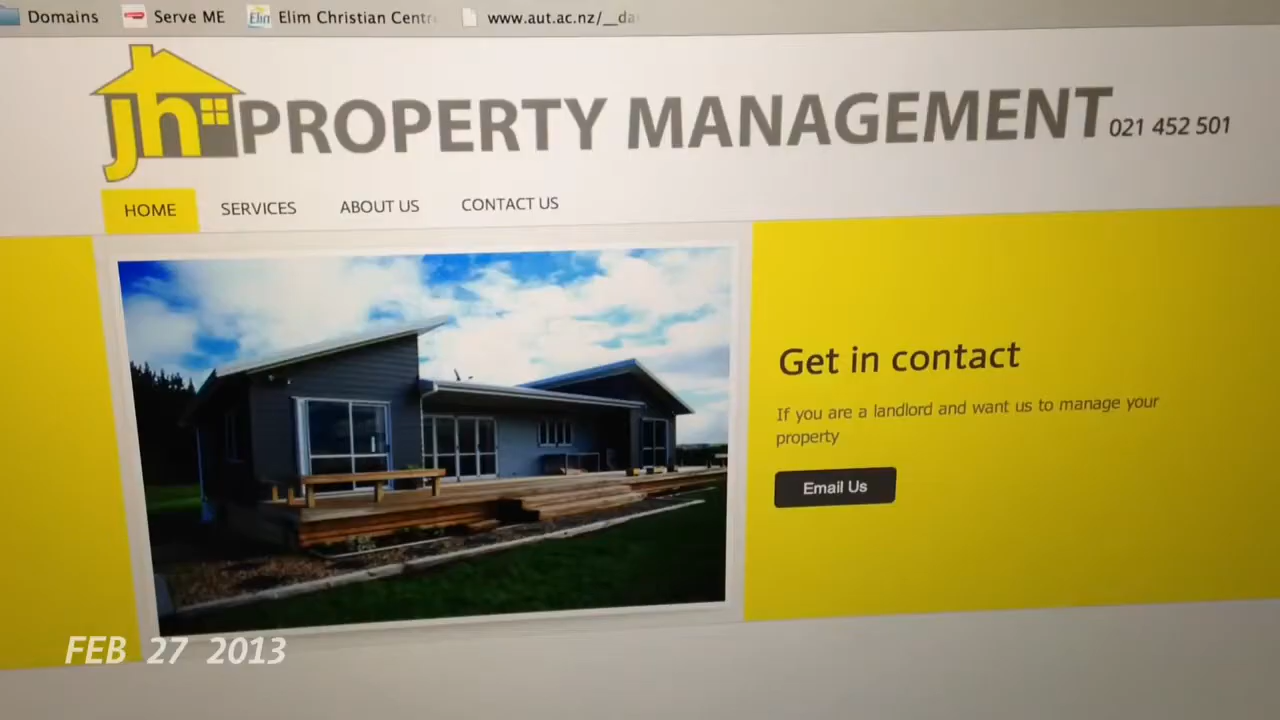 Domains Serve ME Elim Elim Christian Centr www.aut.ac.nz/__da
jh PROPERTY MANAGEMENT 021 452 501
HOME SERVICES ABOUT US CONTACT US
Get in contact
If you are a landlord and want us to manage your
property
Email Us
FEB 27 2013